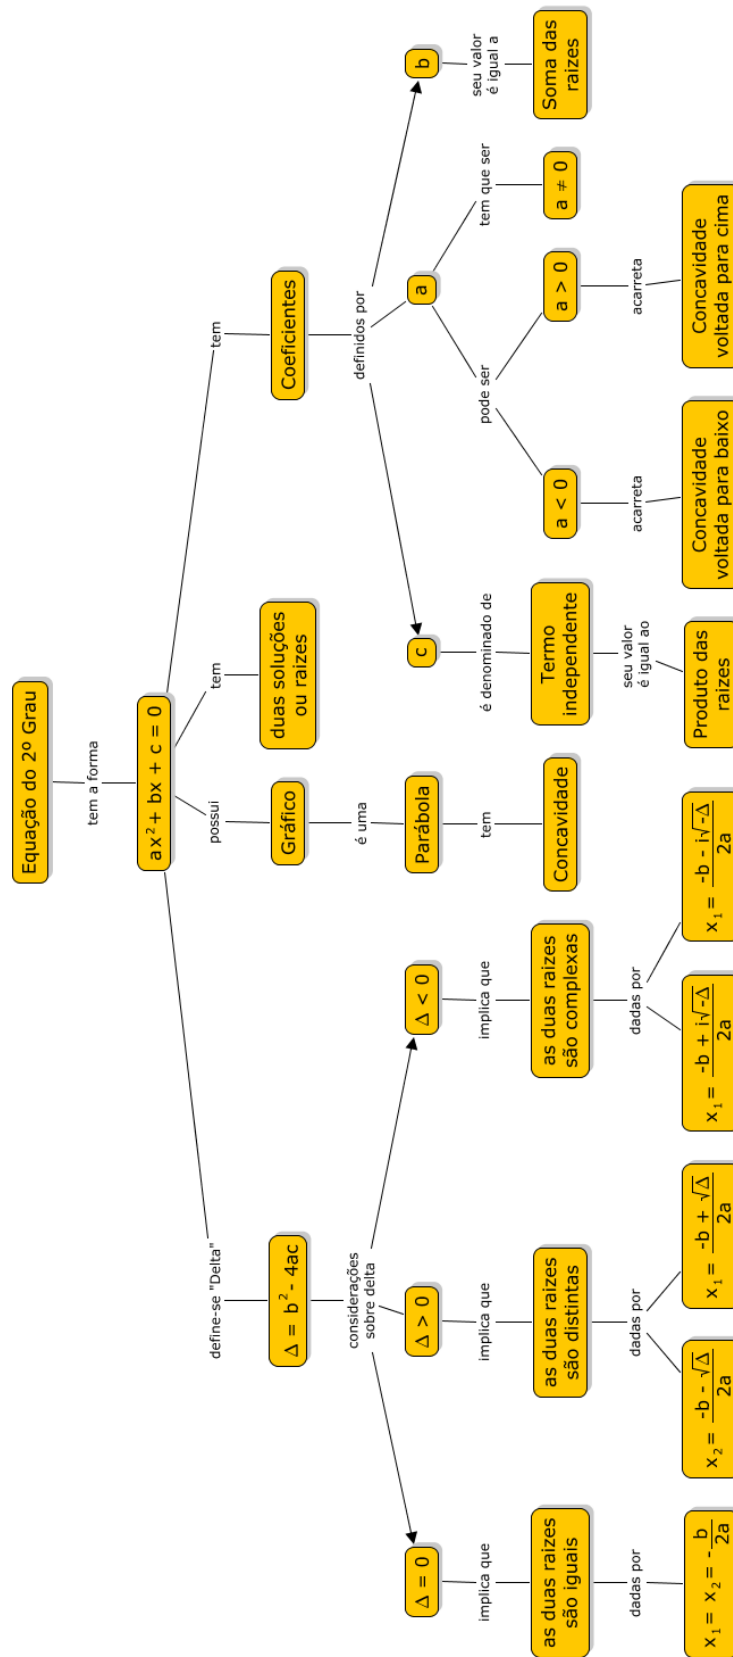 Equação do 2º Grau
tem a forma
ax² + bx + c = 0
define-se "Delta"
possui
tem
tem
Δ = b² - 4ac
Gráfico
duas soluções
ou raizes
Coeficientes
considerações
sobre delta
é uma
definidos por
Δ = 0
Δ > 0
Δ < 0
Parábola
c
a
b
implica que
implica que
implica que
tem
é denominado de
pode ser
tem que ser
seu valor
é igual a
as duas raizes
são iguais
as duas raizes
são distintas
as duas raizes
são complexas
Concavidade
Termo
independente
a < 0
a > 0
a ≠ 0
Soma das
raizes
dadas por
dadas por
dadas por
seu valor
é igual ao
acarreta
acarreta
x₁ = x₂ = -b/2a
x₂ = -b - √Δ/2a
x₁ = -b + √Δ/2a
x₁ = -b + i√-Δ/2a
x₁ = -b - i√-Δ/2a
Produto das
raizes
Concavidade
voltada para baixo
Concavidade
voltada para cima